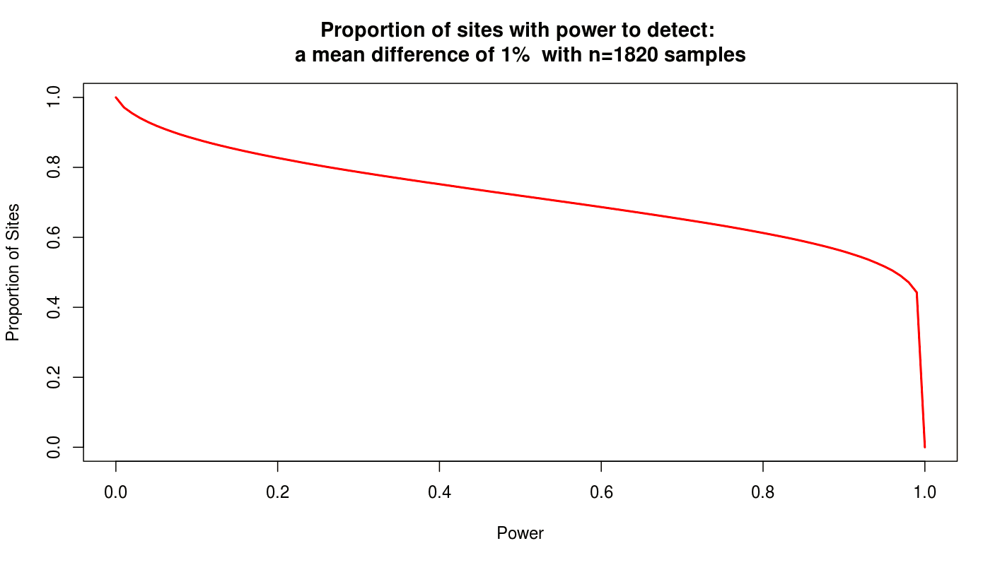 Proportion of sites with power to detect:
a mean difference of 1%  with n=1820 samples
Proportion of Sites
1.0
0.8
0.6
0.4
0.2
0.0
0.0 0.2 0.4 0.6 0.8 1.0
Power